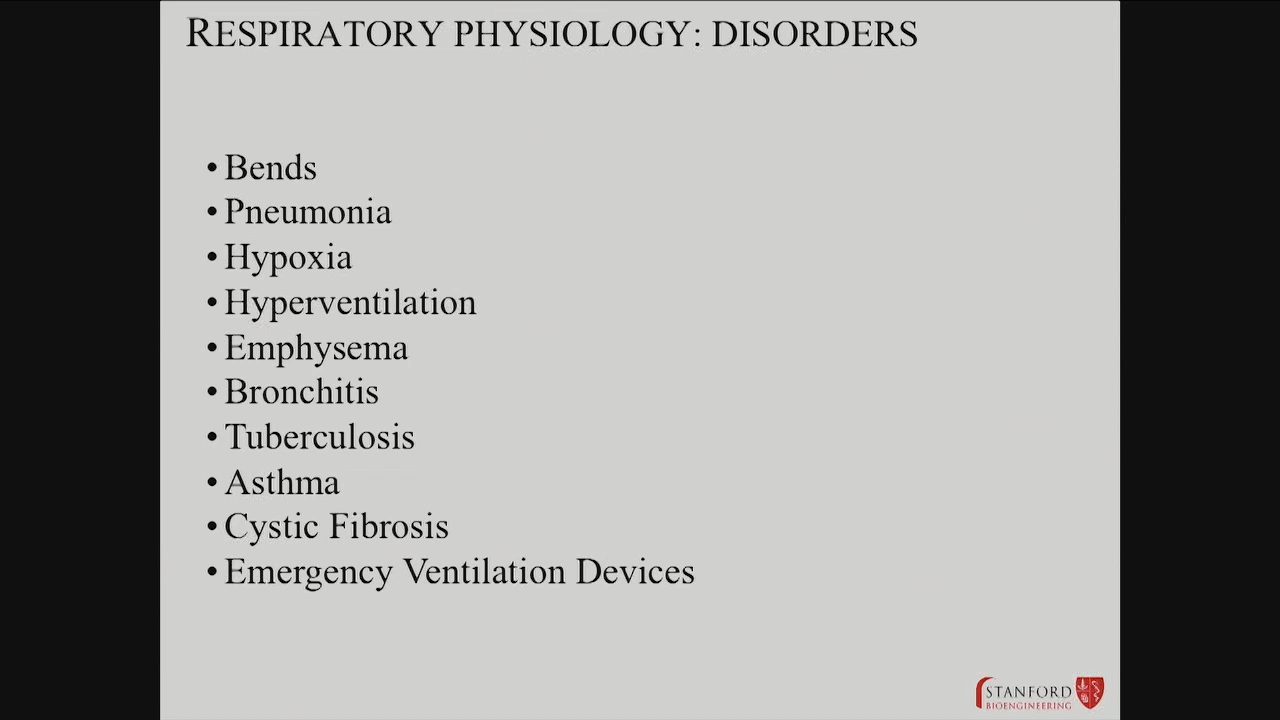 RESPIRATORY PHYSIOLOGY: DISORDERS
• Bends
• Pneumonia
• Hypoxia
• Hyperventilation
• Emphysema
• Bronchitis
• Tuberculosis
• Asthma
• Cystic Fibrosis
• Emergency Ventilation Devices
STANFORD
BIOENGINEERING